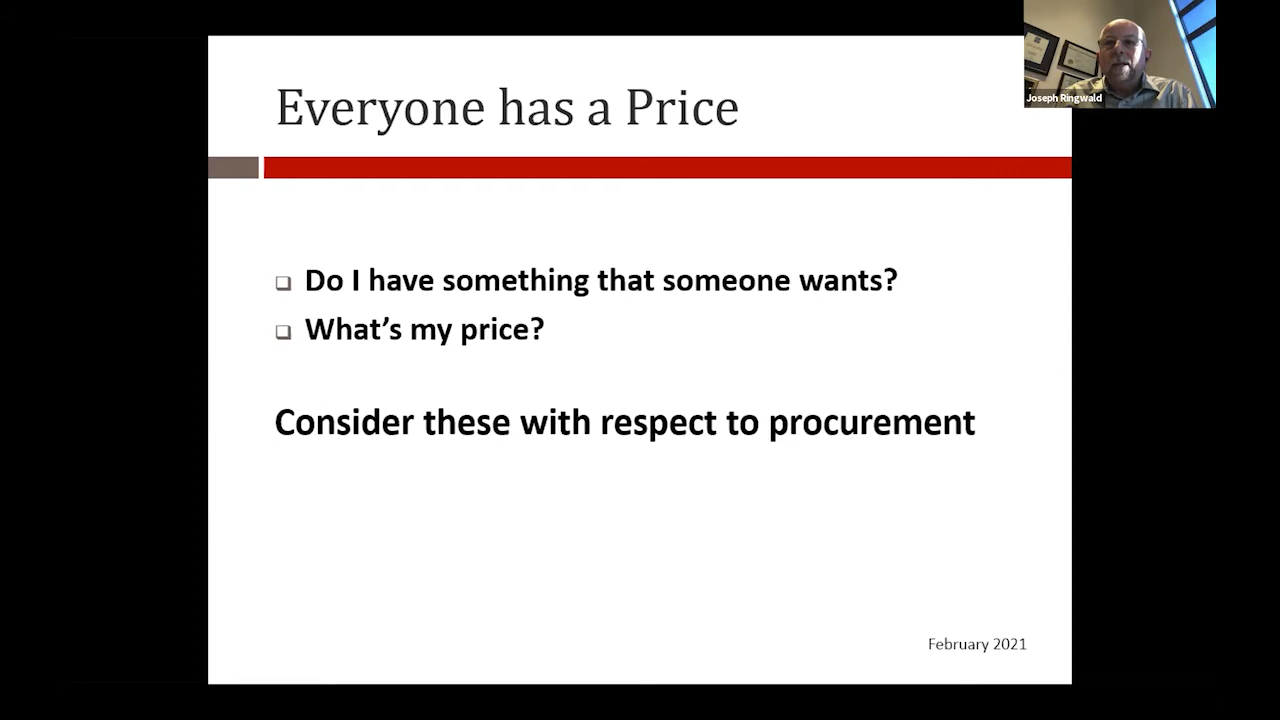 Everyone has a Price
Joseph Ringwald
Do I have something that someone wants?
What's my price?
Consider these with respect to procurement
February 2021